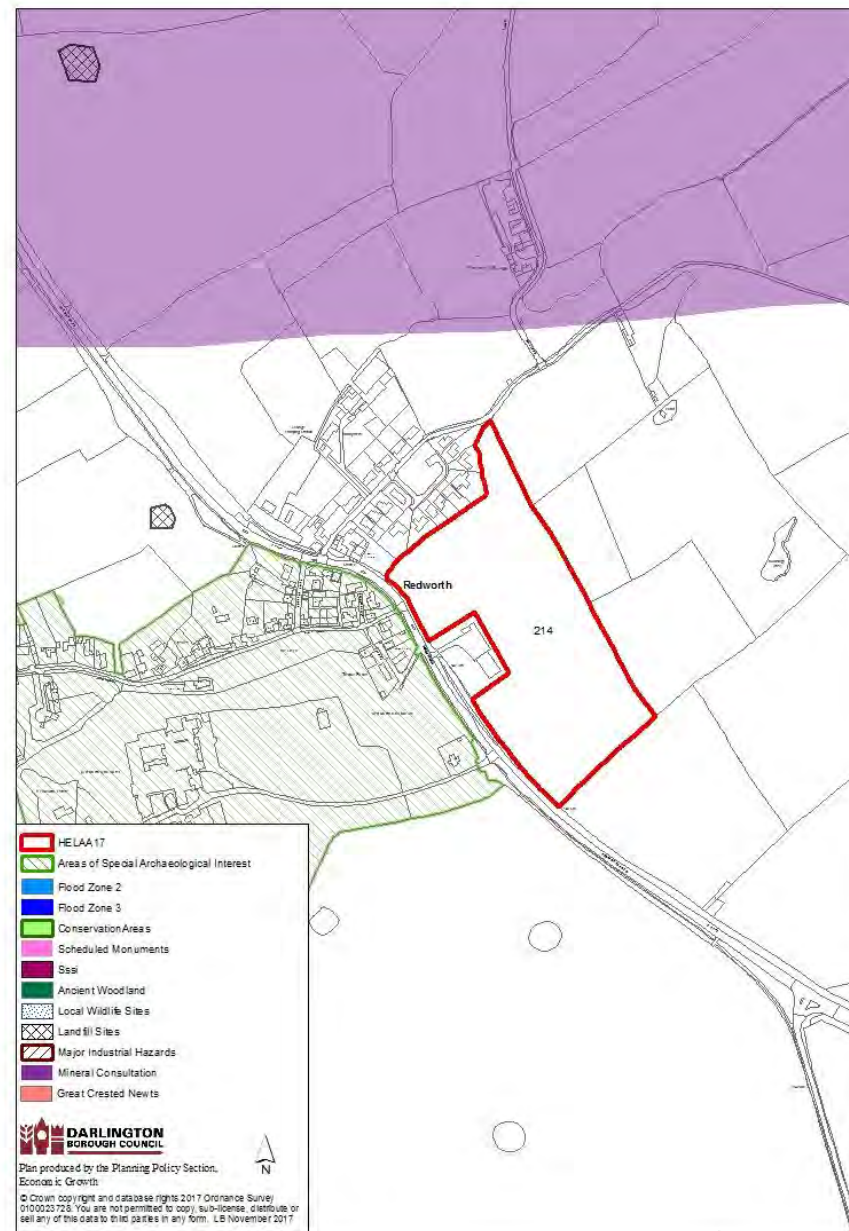 Redworth
214
HELAA17
Areas of Special Archaeological Interest
Flood Zone 2
Flood Zone 3
Conservation Areas
Scheduled Monuments
Sssi
Ancient Woodland
Local Wildlife Sites
Landfill Sites
Major Industrial Hazards
Mineral Consultation
Great Crested Newts
DARLINGTON
BOROUGH COUNCIL
N
Plan produced by the Planning Policy Section,
Economic Growth
© Crown copyright and database rights 2017 Ordnance Survey
0100023728. You are not permitted to copy, sub-license, distribute or
sell any of this data to third parties in any form. LB November 2017